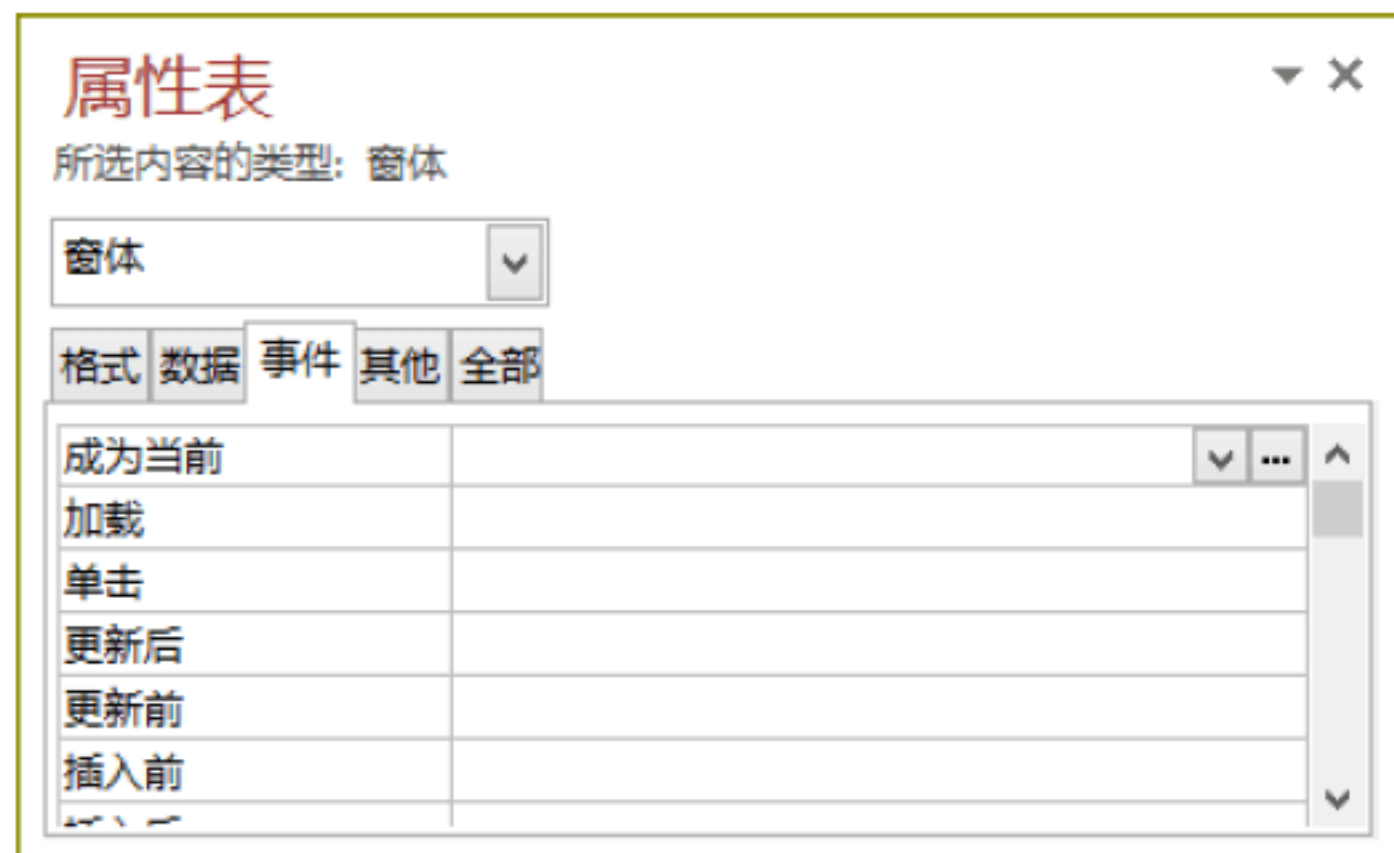 属性表
所选内容的类型: 窗体
窗体
格式 数据 事件 其他 全部
成为当前
加载
单击
更新后
更新前
插入前